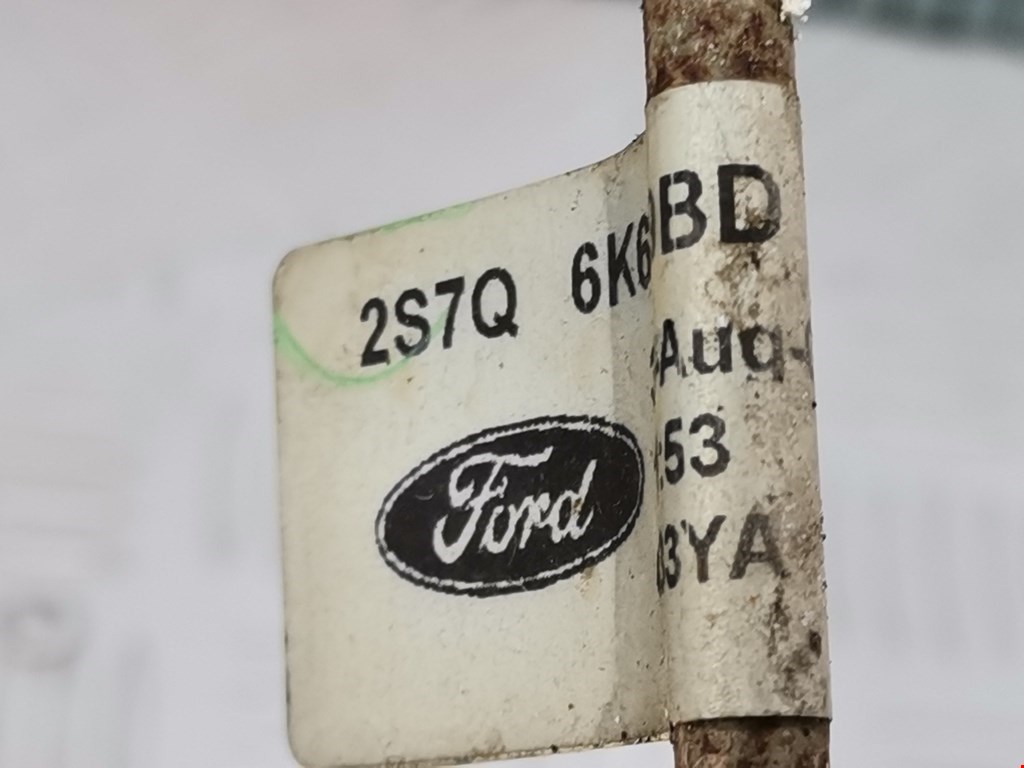 2S7Q 6K6 BD
Aug-
53
Ford
3YA